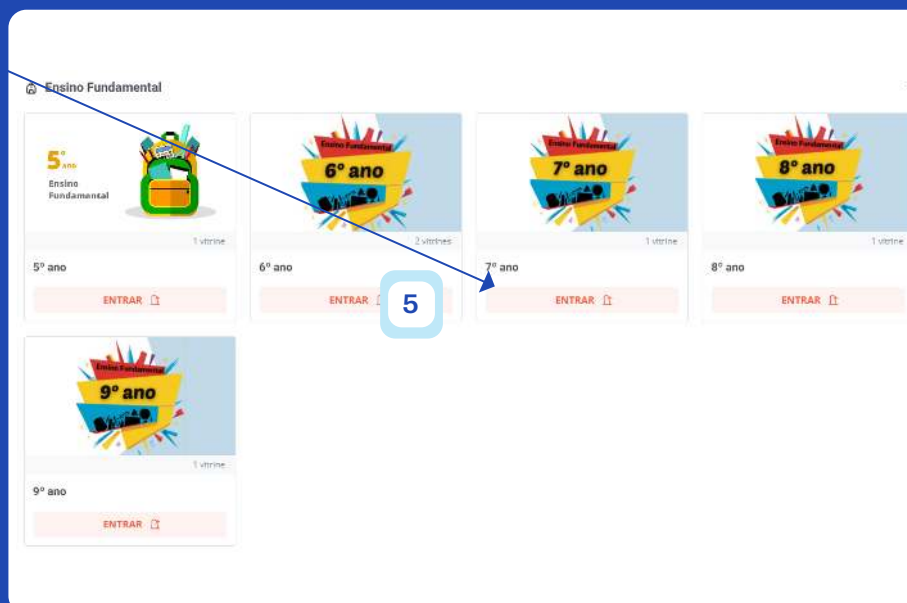 Ensino Fundamental
5º ano
Ensino
Fundamental
1 vitrine
5º ano
ENTRAR
Ensino Fundamental
6º ano
2 vitrines
6º ano
ENTRAR
5
Ensino Fundamental
7º ano
1 vitrine
7º ano
ENTRAR
Ensino Fundamental
8º ano
1 vitrine
8º ano
ENTRAR
Ensino Fundamental
9º ano
1 vitrine
9º ano
ENTRAR